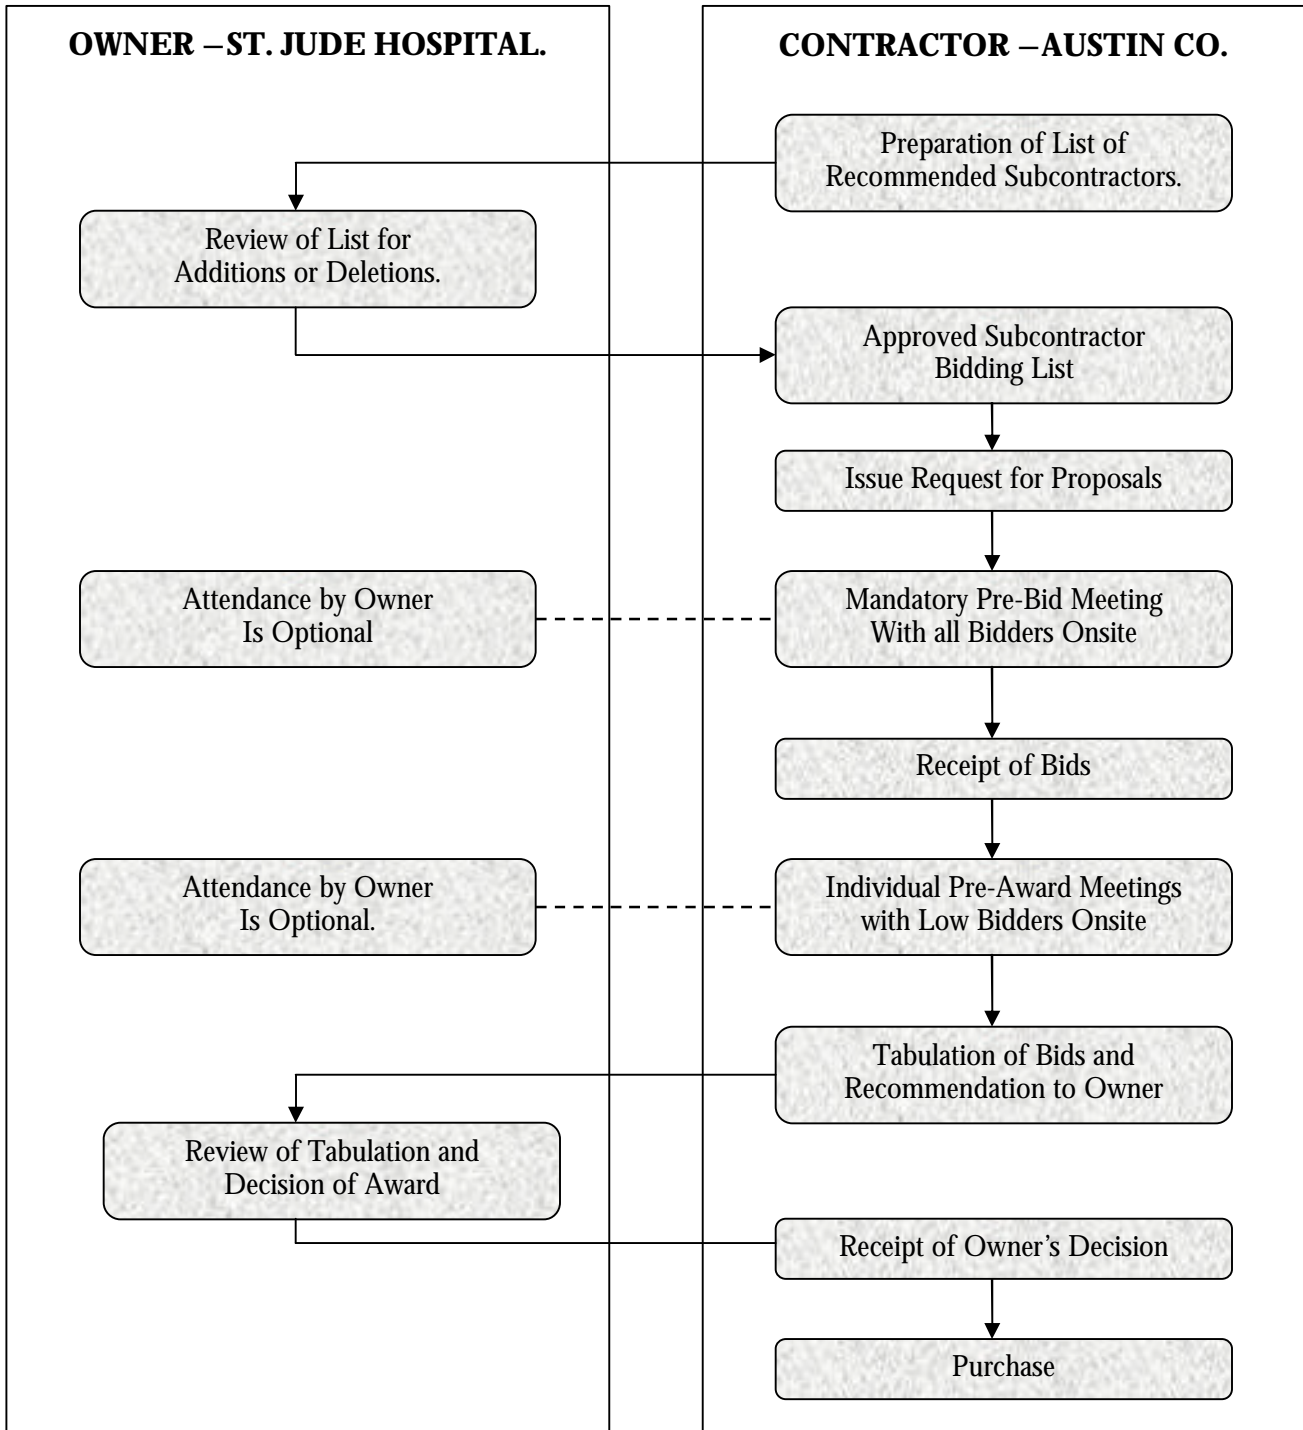 OWNER – ST. JUDE HOSPITAL.
CONTRACTOR – AUSTIN CO.
Preparation of List of
Recommended Subcontractors.
Review of List for
Additions or Deletions.
Approved Subcontractor
Bidding List
Issue Request for Proposals
Attendance by Owner
Is Optional
Mandatory Pre-Bid Meeting
With all Bidders Onsite
Receipt of Bids
Attendance by Owner
Is Optional.
Individual Pre-Award Meetings
with Low Bidders Onsite
Tabulation of Bids and
Recommendation to Owner
Review of Tabulation and
Decision of Award
Receipt of Owner’s Decision
Purchase